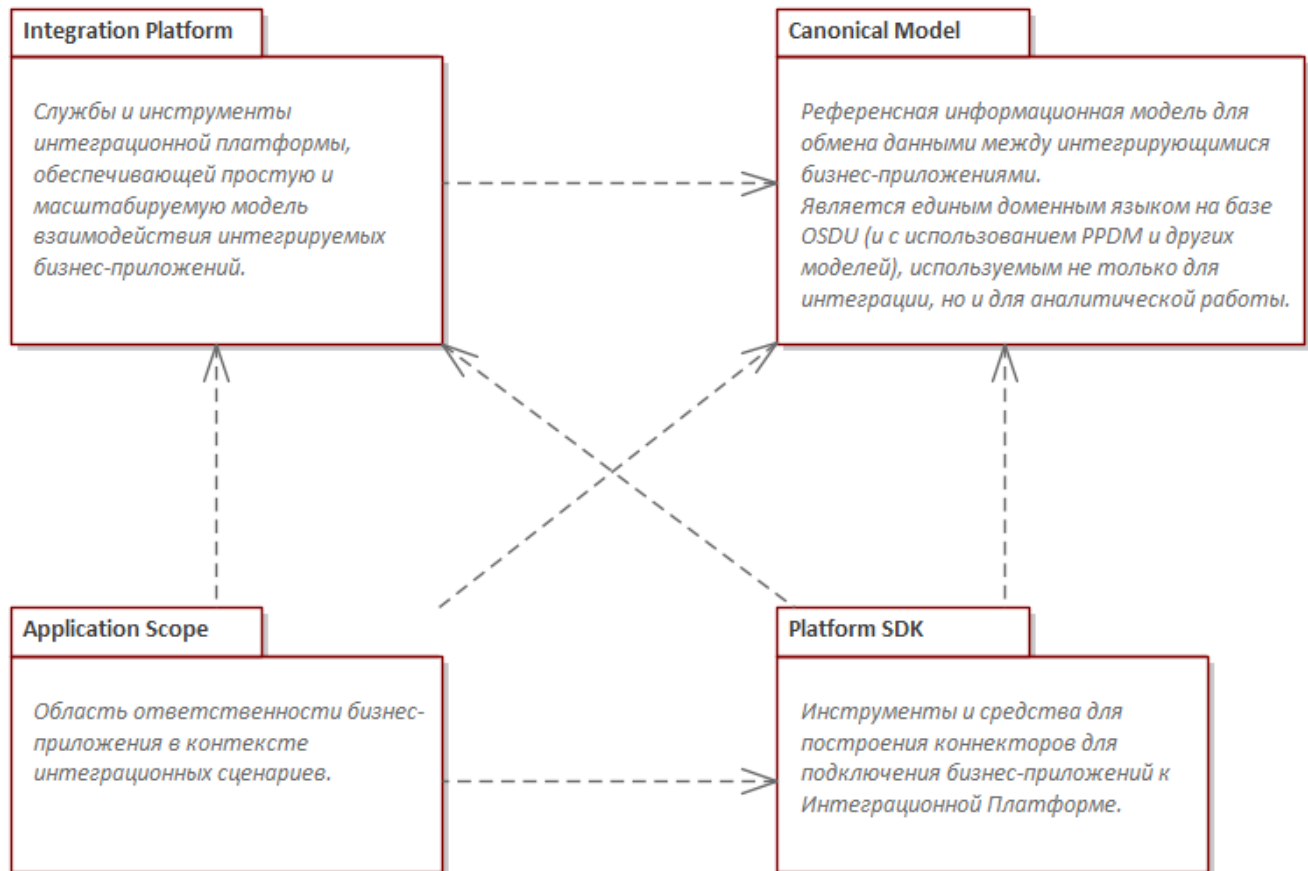 Integration Platform
Службы и инструменты
интеграционной платформы,
обеспечивающей простую и
масштабируемую модель
взаимодействия интегрируемых
бизнес-приложений.
Canonical Model
Референсная информационная модель для
обмена данными между интегрирующимися
бизнес-приложениями.
Является единым доменным языком на базе
OSDU (и с использованием PPDM и других
моделей), используемым не только для
интеграции, но и для аналитической работы.
Application Scope
Область ответственности бизнес-
приложения в контексте
интеграционных сценариев.
Platform SDK
Инструменты и средства для
построения коннекторов для
подключения бизнес-приложений к
Интеграционной Платформе.